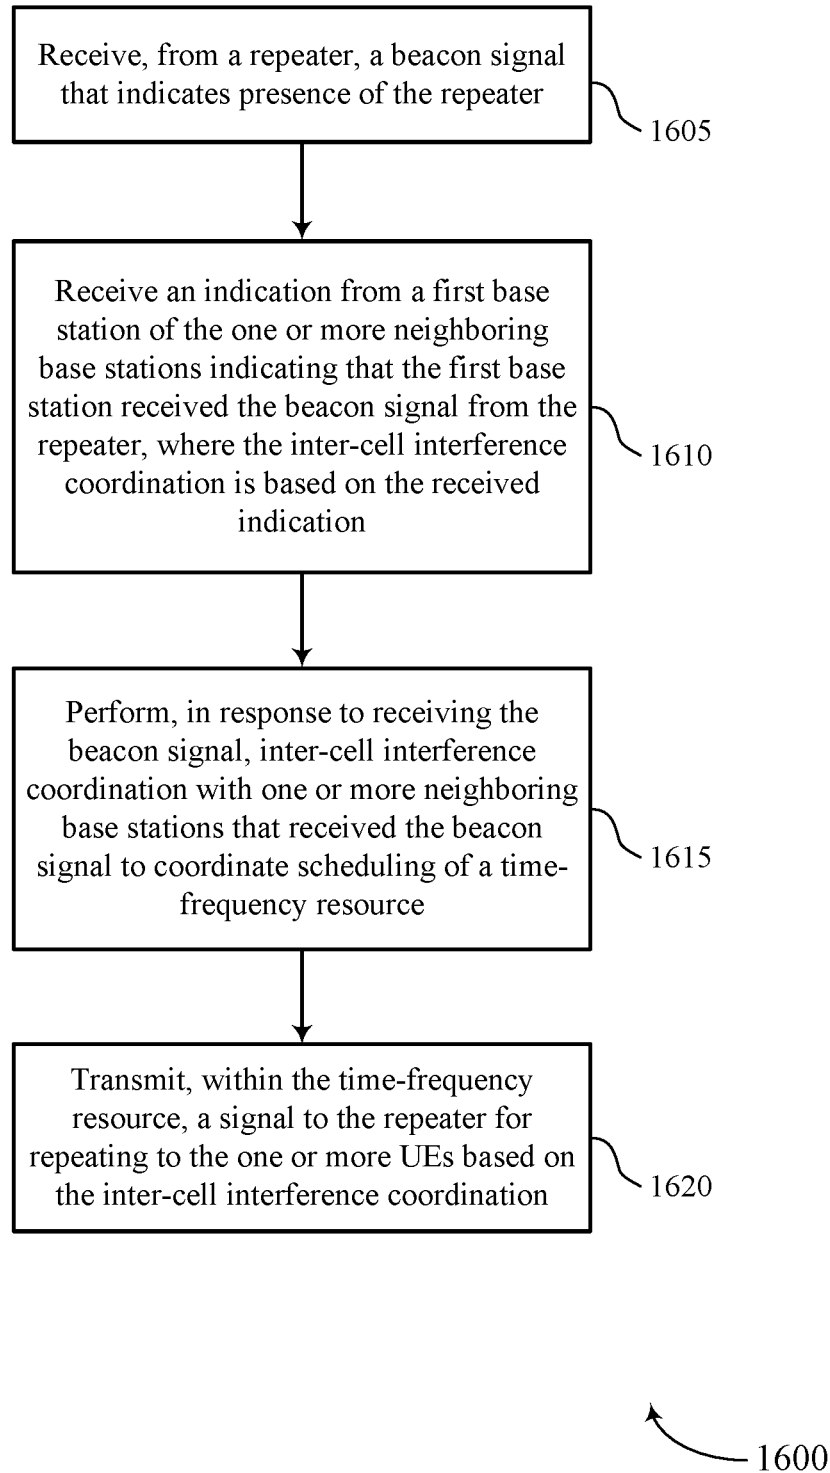 Receive, from a repeater, a beacon signal
that indicates presence of the repeater
1605
Receive an indication from a first base
station of the one or more neighboring
base stations indicating that the first base
station received the beacon signal from the
repeater, where the inter-cell interference
coordination is based on the received
indication
1610
Perform, in response to receiving the
beacon signal, inter-cell interference
coordination with one or more neighboring
base stations that received the beacon
signal to coordinate scheduling of a time-
frequency resource
1615
Transmit, within the time-frequency
resource, a signal to the repeater for
repeating to the one or more UEs based on
the inter-cell interference coordination
1620
1600